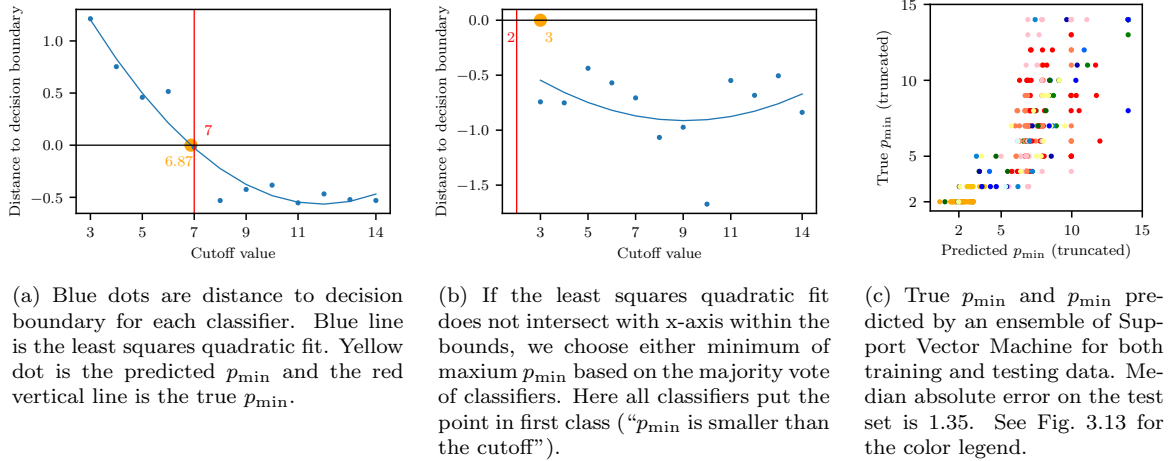 Distance to decision boundary
1.0
0.5
0.0
−0.5
7
6.87
3
5
7
9
11
14
Cutoff value
Distance to decision boundary
0.0
−0.5
−1.0
−1.5
2
3
3
5
7
9
11
14
Cutoff value
True pmin (truncated)
15
10
5
2
2
5
10
15
Predicted pmin (truncated)
(a) Blue dots are distance to decision
boundary for each classifier. Blue line
is the least squares quadratic fit. Yellow
dot is the predicted pmin and the red
vertical line is the true pmin.
(b) If the least squares quadratic fit
does not intersect with x-axis within the
bounds, we choose either minimum of
maxium pmin based on the majority vote
of classifiers. Here all classifiers put the
point in first class (“pmin is smaller than
the cutoff”).
(c) True pmin and pmin pre-
dicted by an ensemble of Sup-
port Vector Machine for both
training and testing data. Me-
dian absolute error on the test
set is 1.35. See Fig. 3.13 for
the color legend.